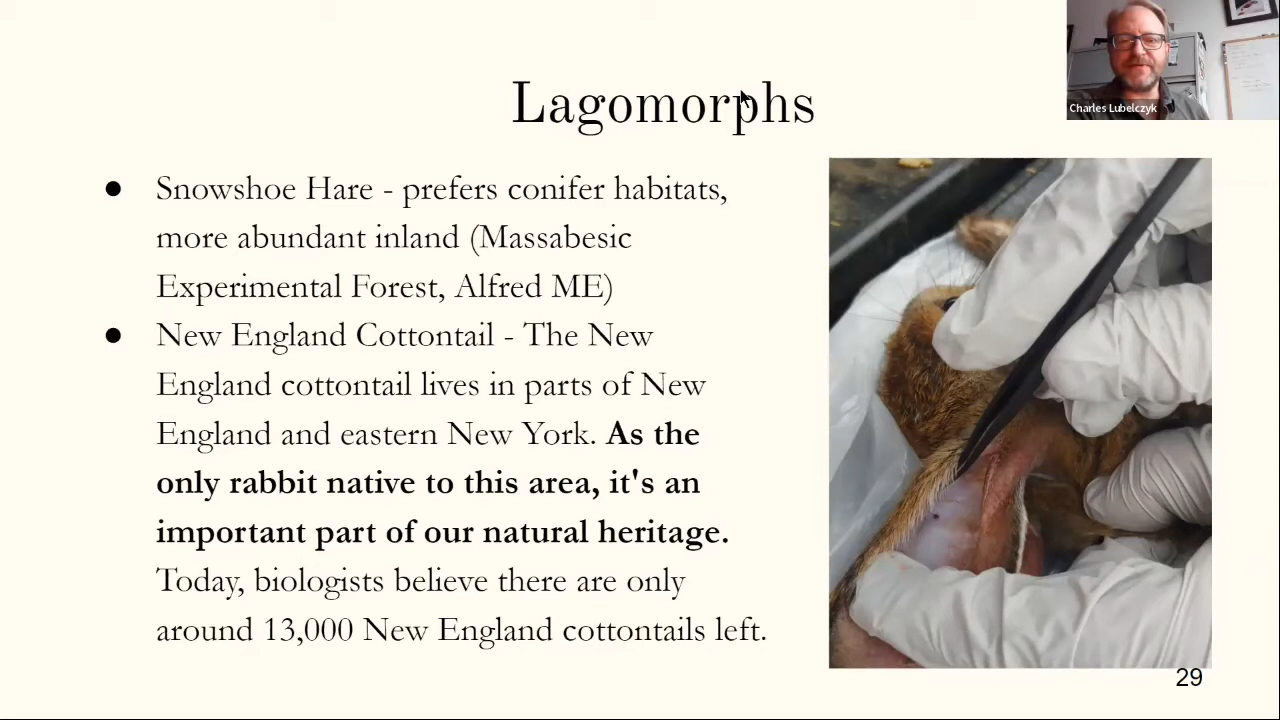 Charles Lubelczyk
Lagomorphs
● Snowshoe Hare - prefers conifer habitats,
more abundant inland (Massabesic
Experimental Forest, Alfred ME)
● New England Cottontail - The New
England cottontail lives in parts of New
England and eastern New York. As the
only rabbit native to this area, it's an
important part of our natural heritage.
Today, biologists believe there are only
around 13,000 New England cottontails left.
29